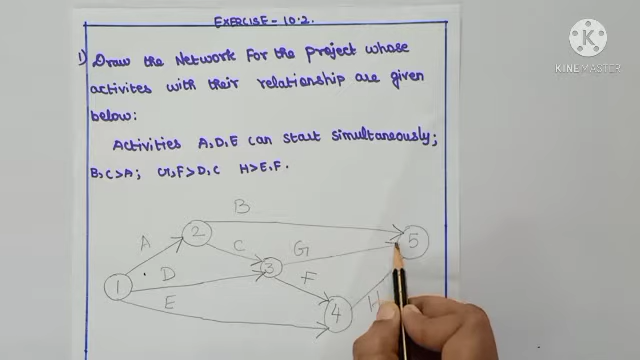 EXERCISE - 10.2.
1) Draw the Network For the project whose
activites with their relationship are given
below:
Activities A,D,E can start simultaneously;
B,C>A; G,F>D,C H>E,F.
B
2
A
C
G
5
3
D
F
1
E
H
4
K
KINEMASTER